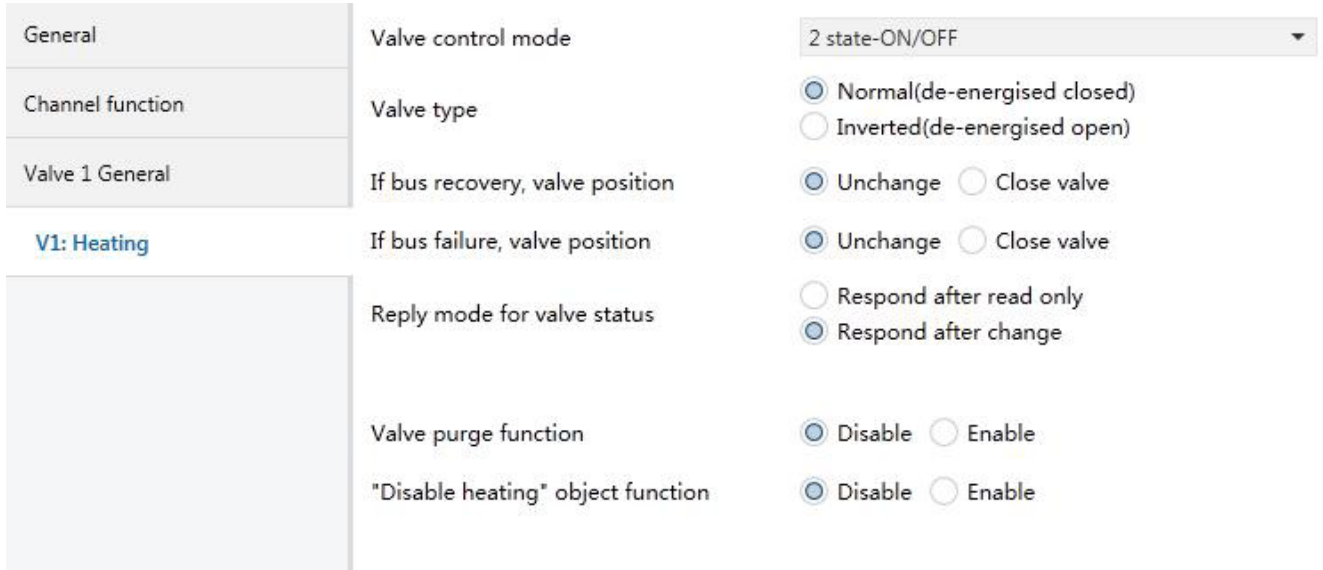 General
Channel function
Valve 1 General
V1: Heating
Valve control mode
2 state-ON/OFF
Valve type
Normal(de-energised closed)
Inverted(de-energised open)
If bus recovery, valve position
Unchange Close valve
If bus failure, valve position
Unchange Close valve
Reply mode for valve status
Respond after read only
Respond after change
Valve purge function
Disable Enable
"Disable heating" object function
Disable Enable